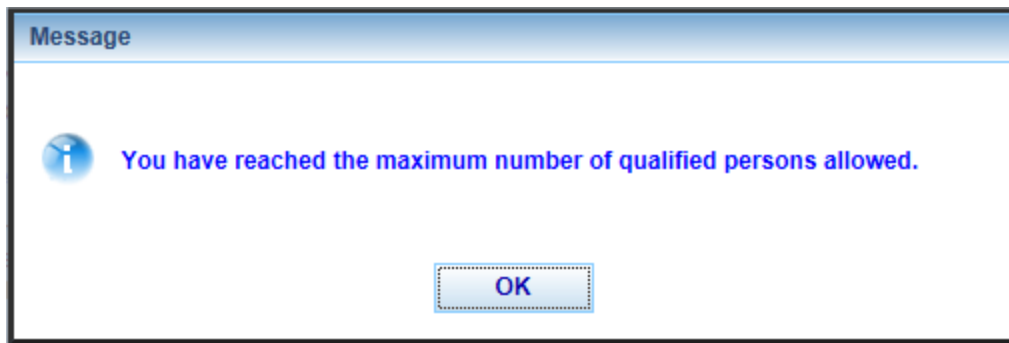 Message
You have reached the maximum number of qualified persons allowed.
OK